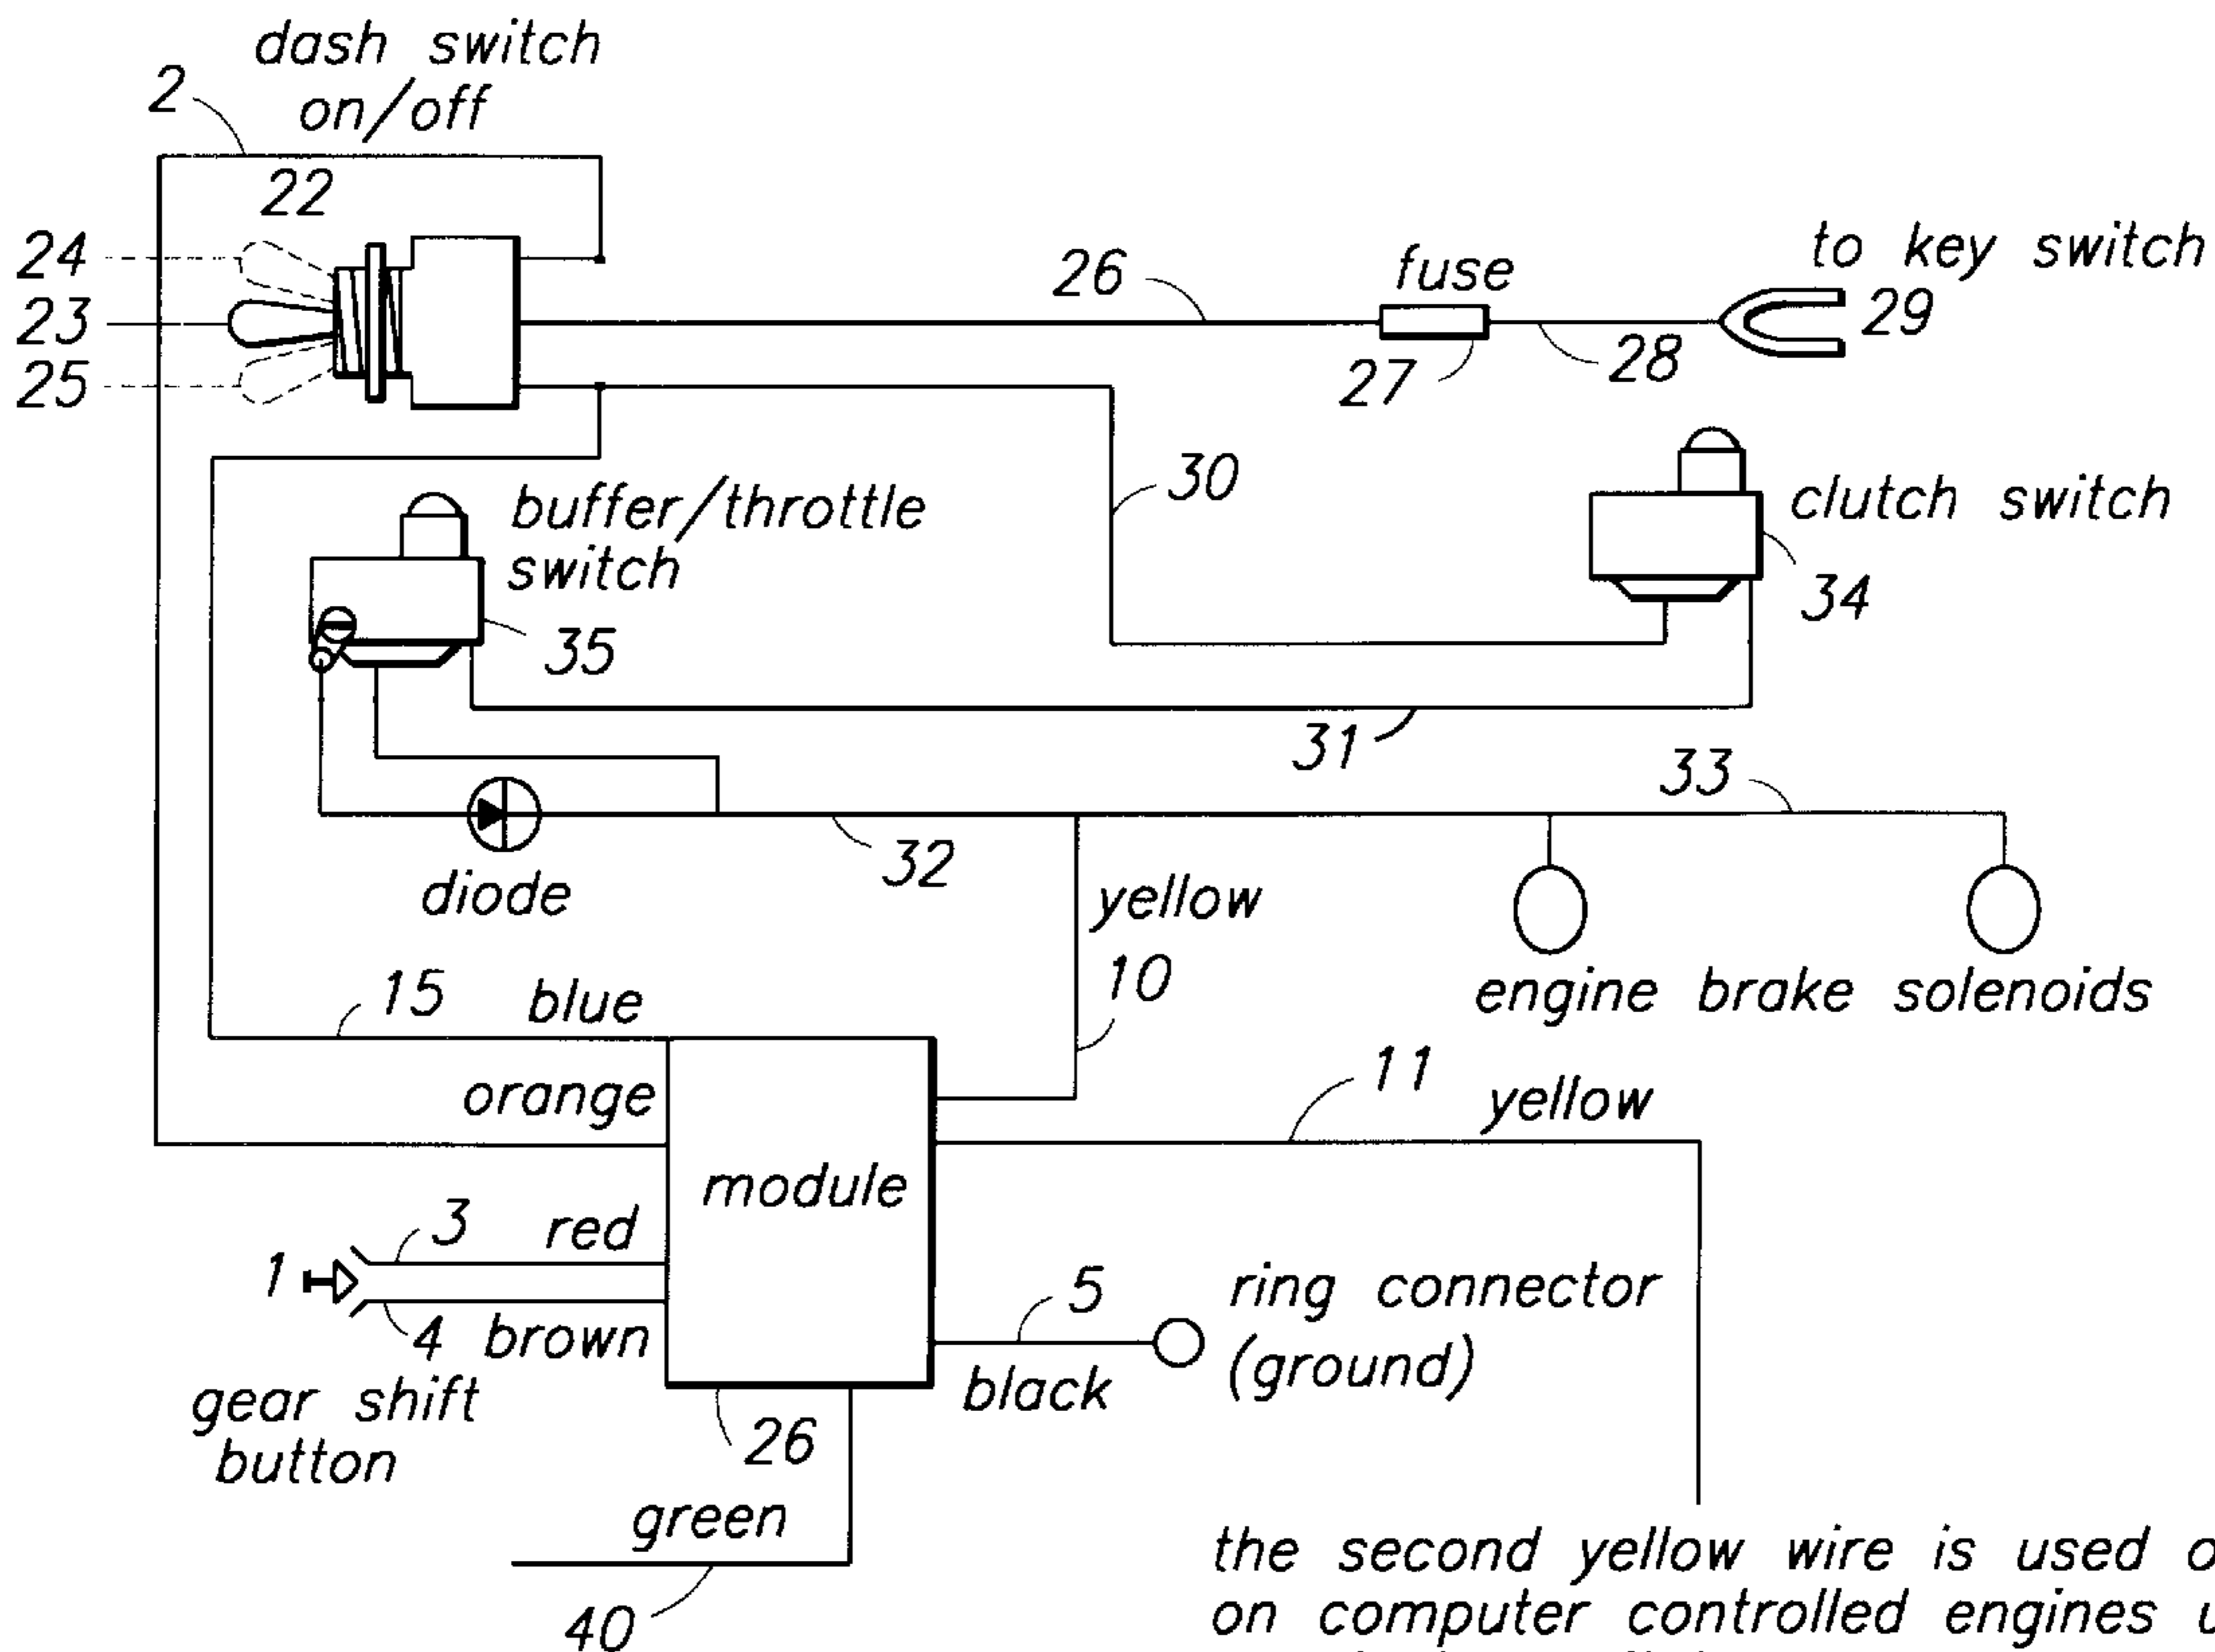 dash switch
on/off
2
22
24
23
25
26
fuse
27
28
to key switch
29
30
buffer/throttle
switch
35
clutch switch
34
31
33
32
diode
yellow
10
engine brake solenoids
15
blue
orange
11
yellow
module
3
red
1
4
brown
gear shift
button
5
ring connector
(ground)
black
26
green
40
the second yellow wire is used
on computer controlled engines